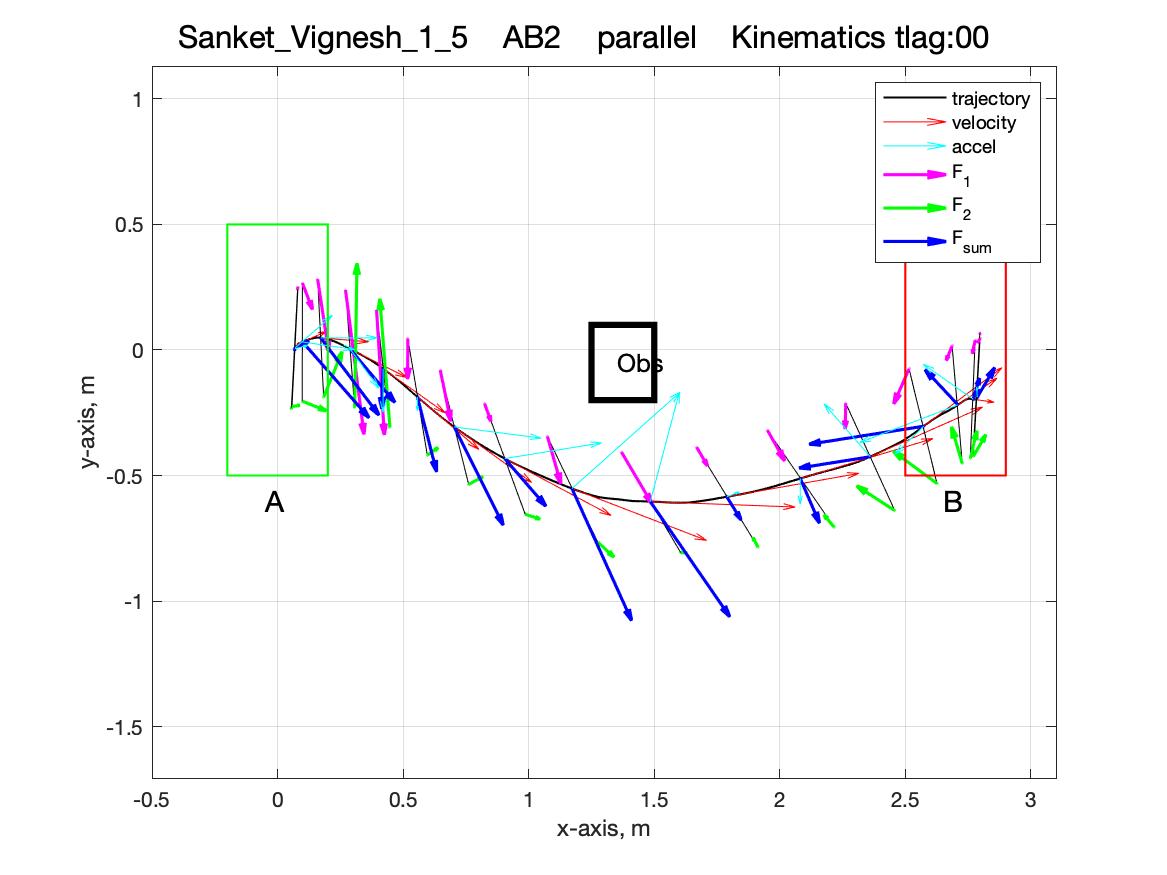 Sanket_Vignesh_1_5 AB2 parallel Kinematics tlag:00
trajectory
velocity
accel
F1
F2
Fsum
1
0.5
0
-0.5
-1
-1.5
y-axis, m
Obs
A
B
-0.5 0 0.5 1 1.5 2 2.5 3
x-axis, m